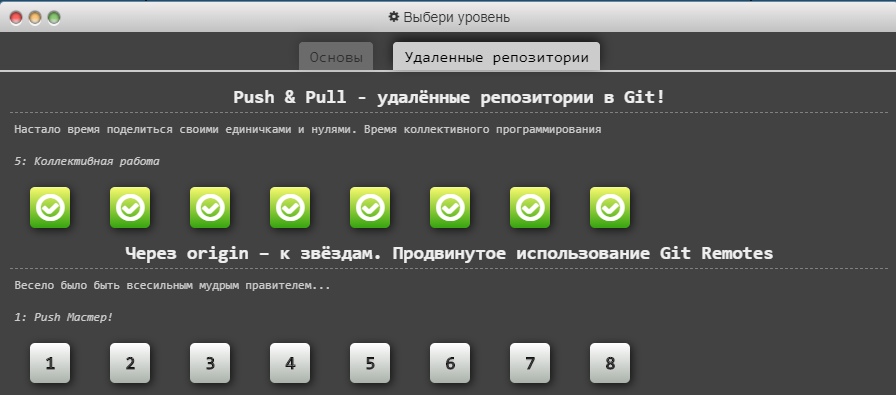 Выбери уровень
Основы
Удаленные репозитории
Push & Pull - удалённые репозитории в Git!
Настало время поделиться своими единичками и нулями. Время коллективного программирования
5: Коллективная работа
Через origin – к звёздам. Продвинутое использование Git Remotes
Весело было быть всесильным мудрым правителем...
1: Push Мастер!
1 2 3 4 5 6 7 8